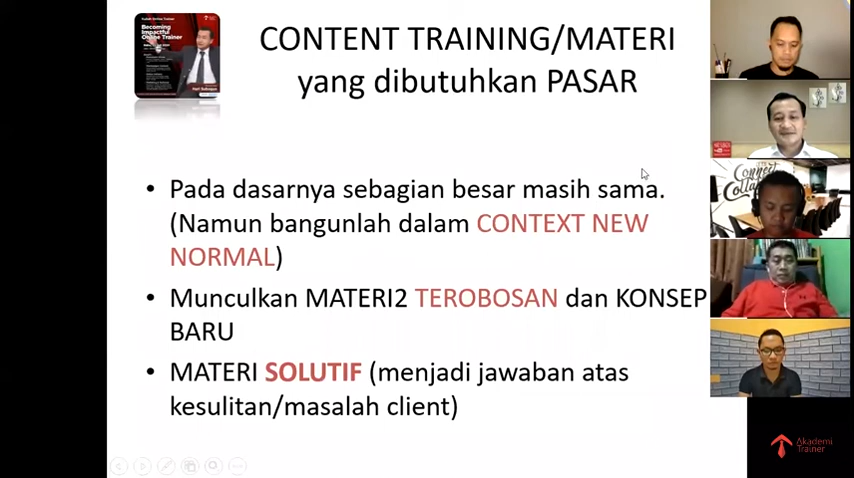 Becoming
Impactful
Online Trainer
CONTENT TRAINING/MATERI
yang dibutuhkan PASAR
• Pada dasarnya sebagian besar masih sama.
(Namun bangunlah dalam CONTEXT NEW
NORMAL)
• Munculkan MATERI2 TEROBOSAN dan KONSEP
BARU
• MATERI SOLUTIF (menjadi jawaban atas
kesulitan/masalah client)
Akademi
Trainer